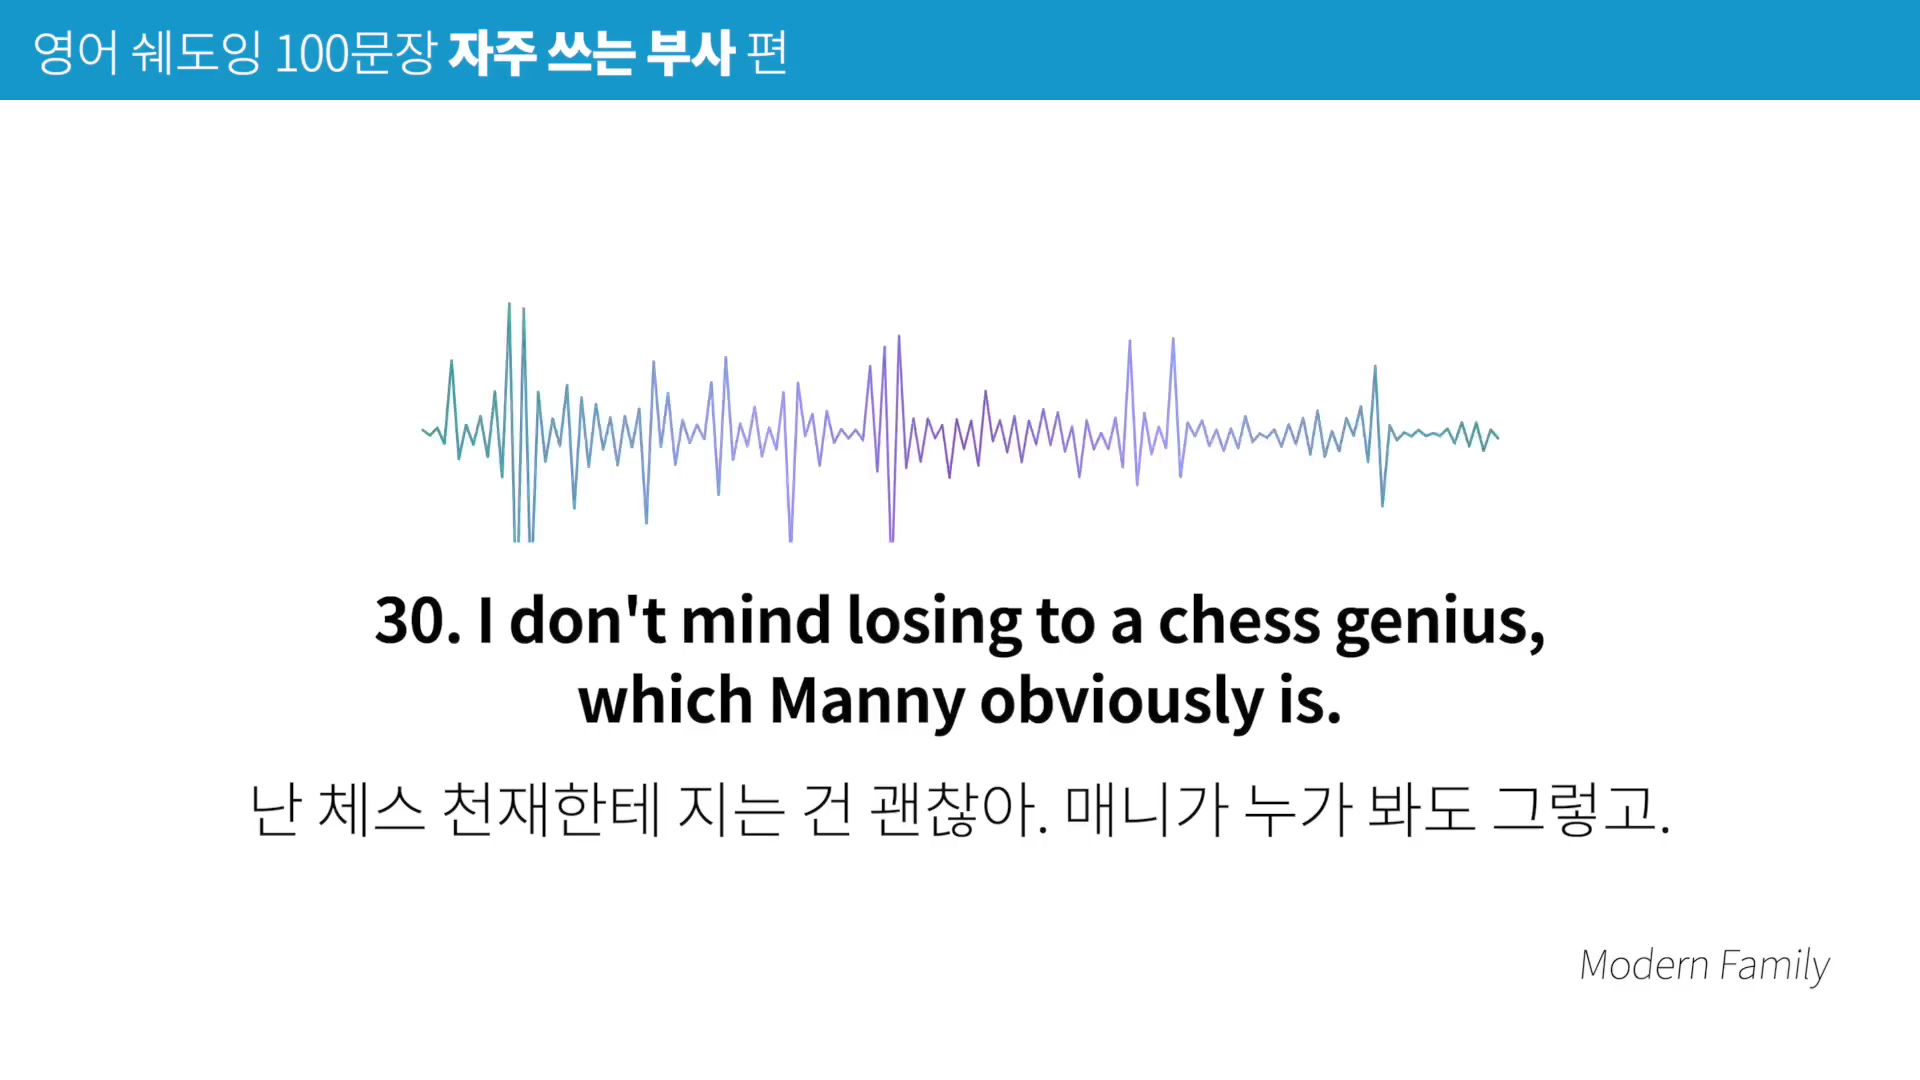 영어 쉐도잉 100문장 자주 쓰는 부사 편
30. I don't mind losing to a chess genius,
which Manny obviously is.
난 체스 천재한테 지는 건 괜찮아. 매니가 누가 봐도 그렇고.
Modern Family